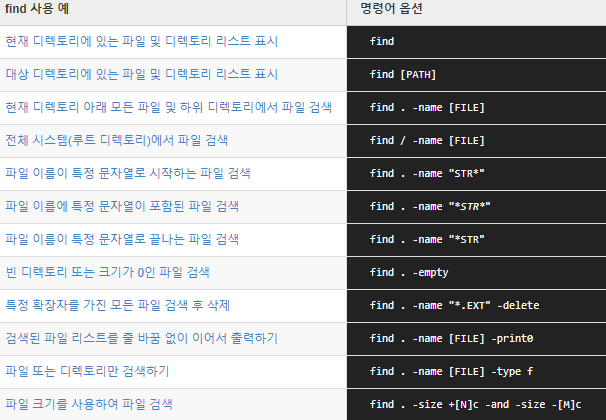 find 사용 예 명령어 옵션
현재 디렉토리에 있는 파일 및 디렉토리 리스트 표시 find
대상 디렉토리에 있는 파일 및 디렉토리 리스트 표시 find [PATH]
현재 디렉토리 아래 모든 파일 및 하위 디렉토리에서 파일 검색 find . -name [FILE]
전체 시스템(루트 디렉토리)에서 파일 검색 find / -name [FILE]
파일 이름이 특정 문자열로 시작하는 파일 검색 find . -name "STR*"
파일 이름에 특정 문자열이 포함된 파일 검색 find . -name "*STR*"
파일 이름이 특정 문자열로 끝나는 파일 검색 find . -name "*STR"
빈 디렉토리 또는 크기가 0인 파일 검색 find . -empty
특정 확장자를 가진 모든 파일 검색 후 삭제 find . -name "*.EXT" -delete
검색된 파일 리스트를 줄 바꿈 없이 이어서 출력하기 find . -name [FILE] -print0
파일 또는 디렉토리만 검색하기 find . -name [FILE] -type f
파일 크기를 사용하여 파일 검색 find . -size +[N]c -and -size -[M]c